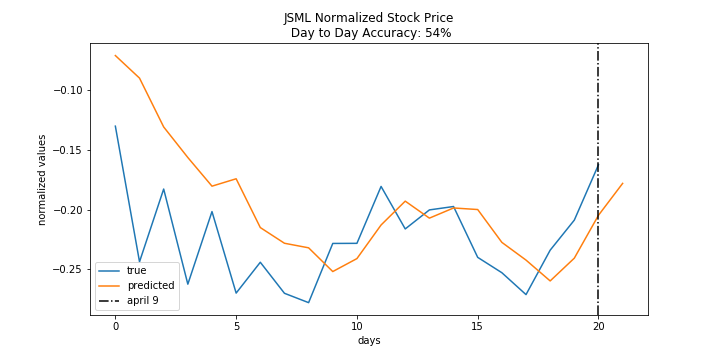 JSML Normalized Stock Price
Day to Day Accuracy: 54%
−0.10
−0.15
−0.20
−0.25
normalized values
true
predicted
april 9
0
5
10
15
20
days